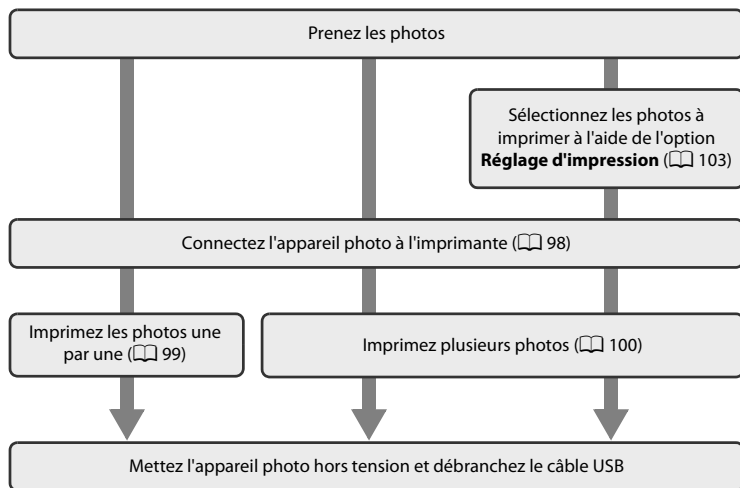 Prenez les photos
Sélectionnez les photos à
imprimer à l'aide de l'option
Réglage d'impression (📖 103)
Connectez l'appareil photo à l'imprimante (📖 98)
Imprimez les photos une
par une (📖 99)
Imprimez plusieurs photos (📖 100)
Mettez l'appareil photo hors tension et débranchez le câble USB